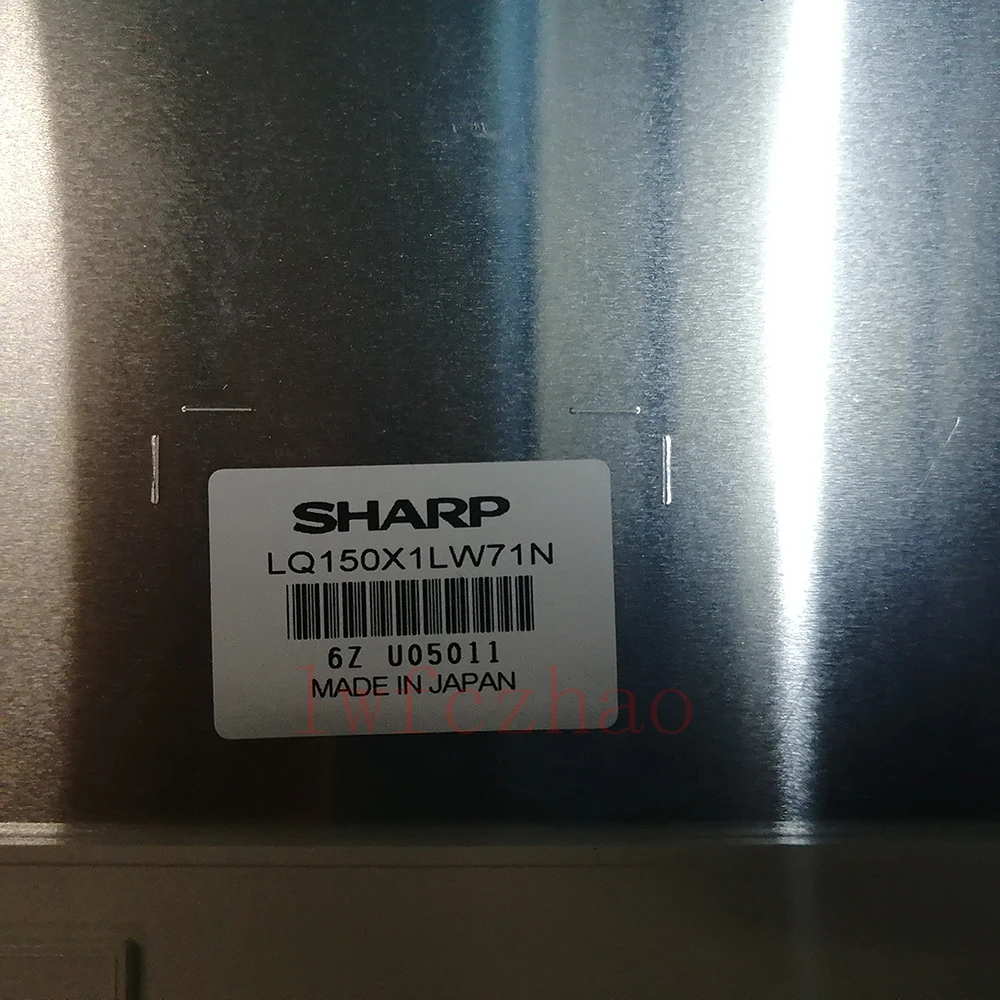 SHARP
LQ150X1LW71N
6Z U05011
MADE IN JAPAN
lwfczhao